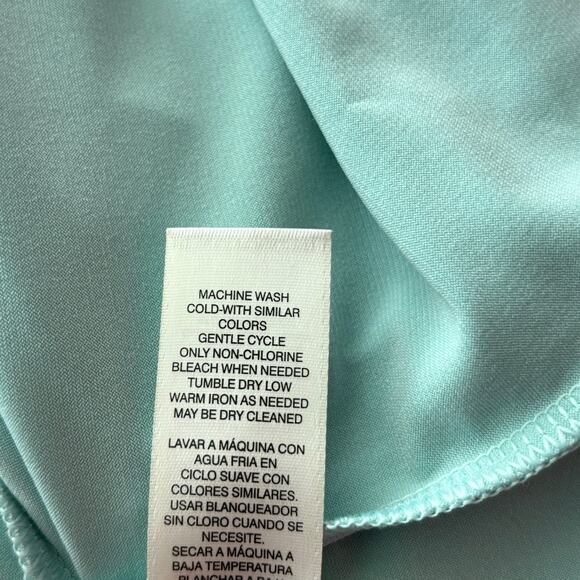 MACHINE WASH
COLD-WITH SIMILAR
COLORS
GENTLE CYCLE
ONLY NON-CHLORINE
BLEACH WHEN NEEDED
TUMBLE DRY LOW
WARM IRON AS NEEDED
MAY BE DRY CLEANED
LAVAR A MÁQUINA CON
AGUA FRIA EN
CICLO SUAVE CON
COLORES SIMILARES.
USAR BLANQUEADOR
SIN CLORO CUANDO SE
NECESITE.
SECAR A MÁQUINA A
BAJA TEMPERATURA
PLANCHAR A BAJA